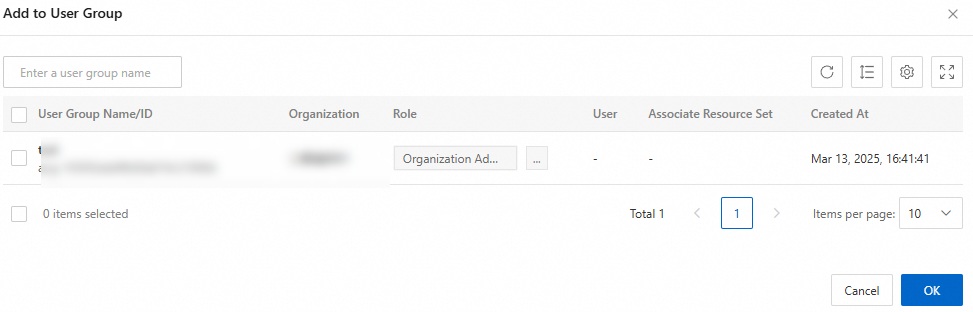 Add to User Group
Enter a user group name
User Group Name/ID Organization Role User Associate Resource Set Created At
Organization Ad... ... - - Mar 13, 2025, 16:41:41
0 items selected Total 1 1 Items per page: 10
Cancel OK